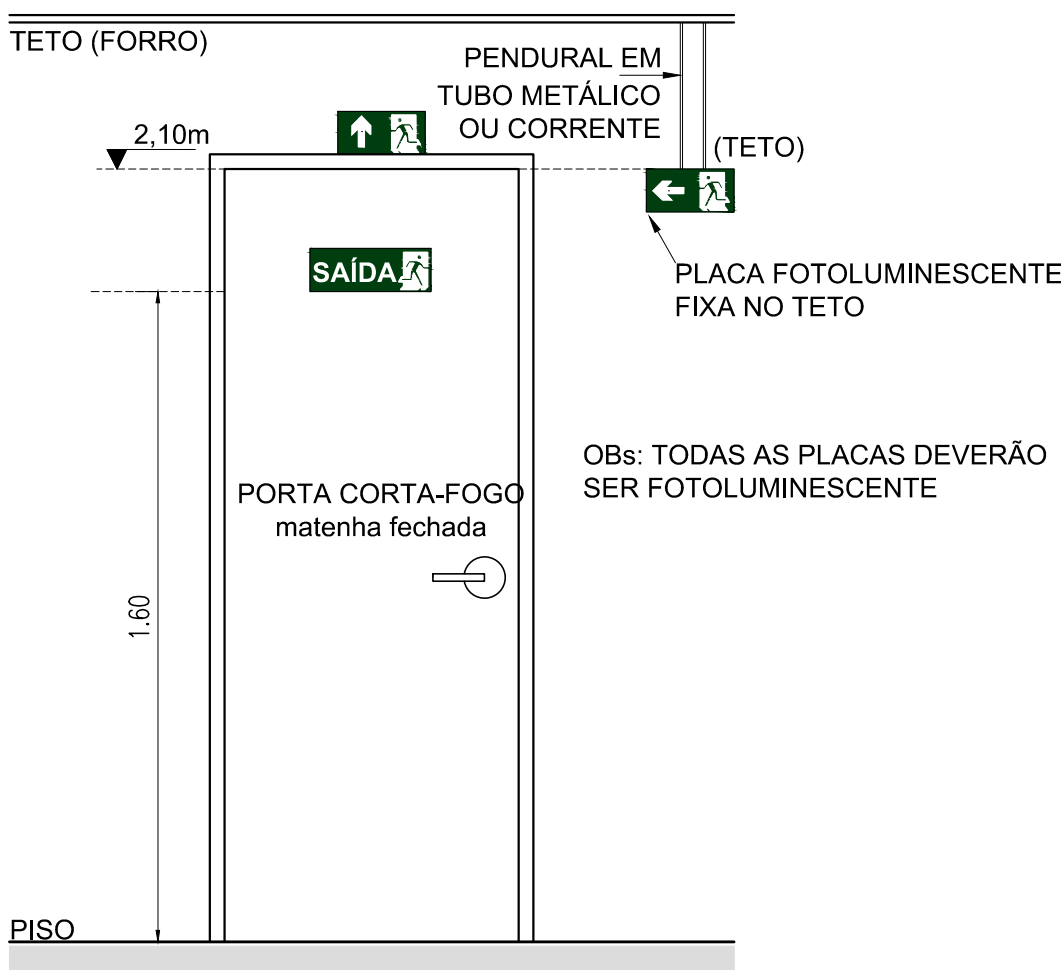 TETO (FORRO)
PENDURAL EM
TUBO METÁLICO
OU CORRENTE
2,10m
(TETO)
SAÍDA
PLACA FOTOLUMINESCENTE
FIXA NO TETO
OBs: TODAS AS PLACAS DEVERÃO
SER FOTOLUMINESCENTE
PORTA CORTA-FOGO
matenha fechada
1.60
PISO